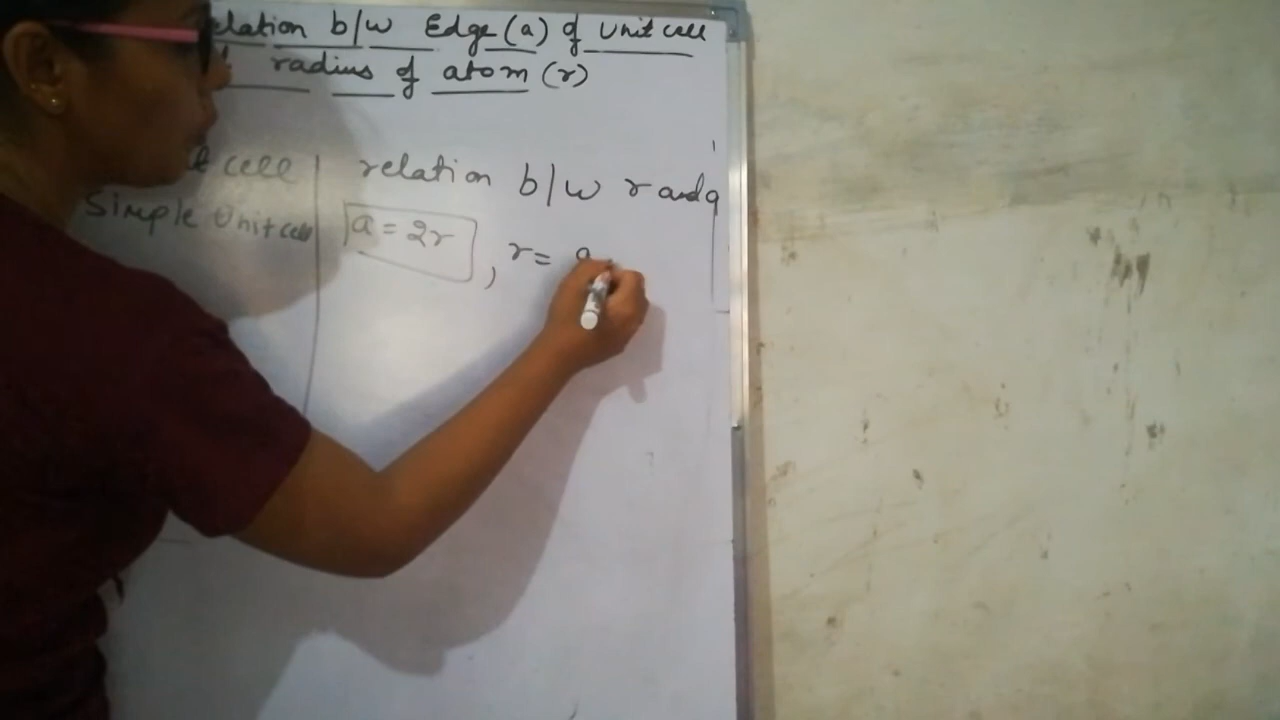 elation b/w Edge (a) of Unit cell
radius of atom (r)
cell | relation b/w r and a
Simple Unit cell | a = 2r , r = a